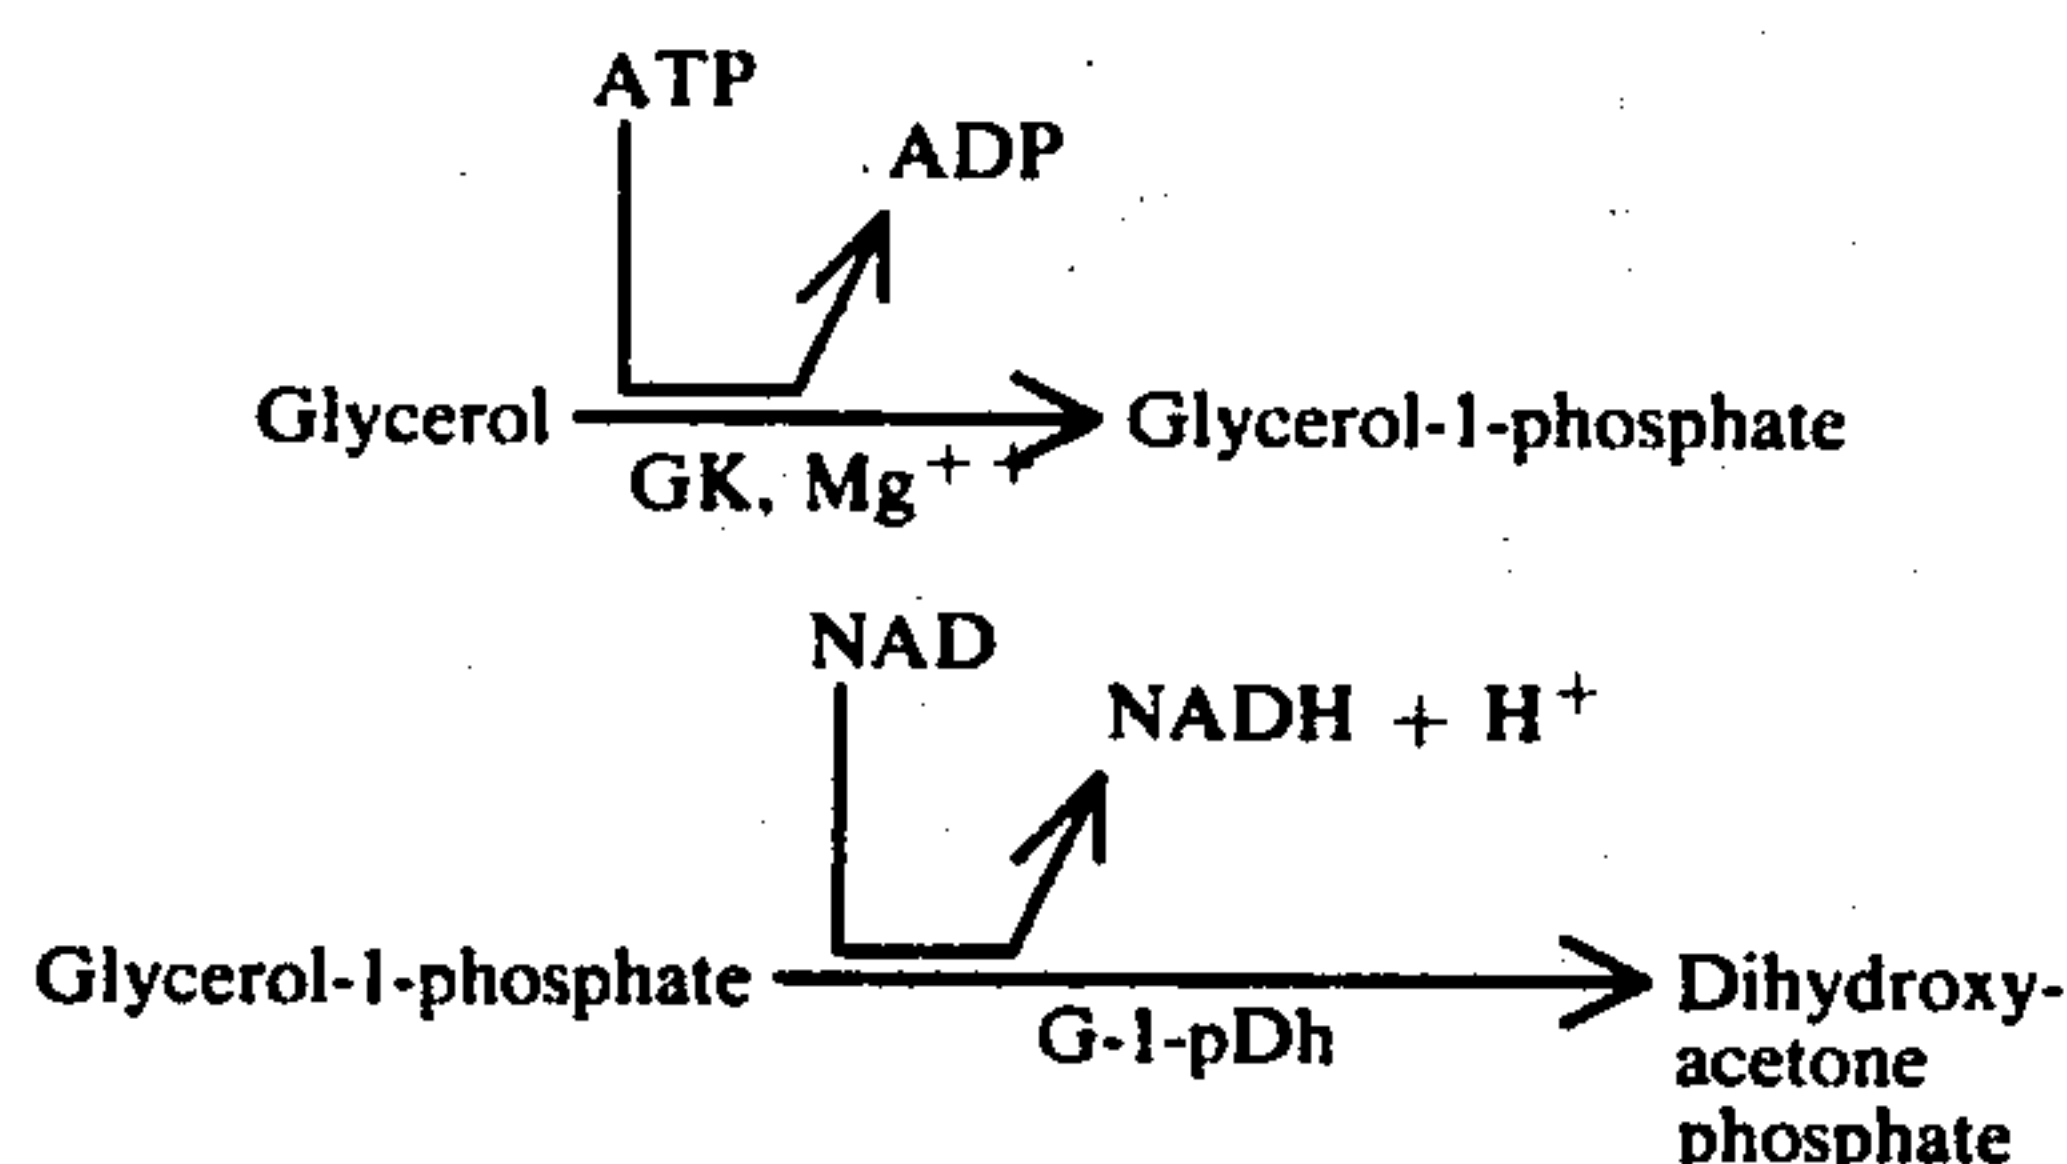 ATP
ADP
Glycerol
Glycerol-1-phosphate
GK, Mg++
NAD
NADH + H+
Glycerol-1-phosphate
G-1-pDh
Dihydroxy-
acetone
phosphate